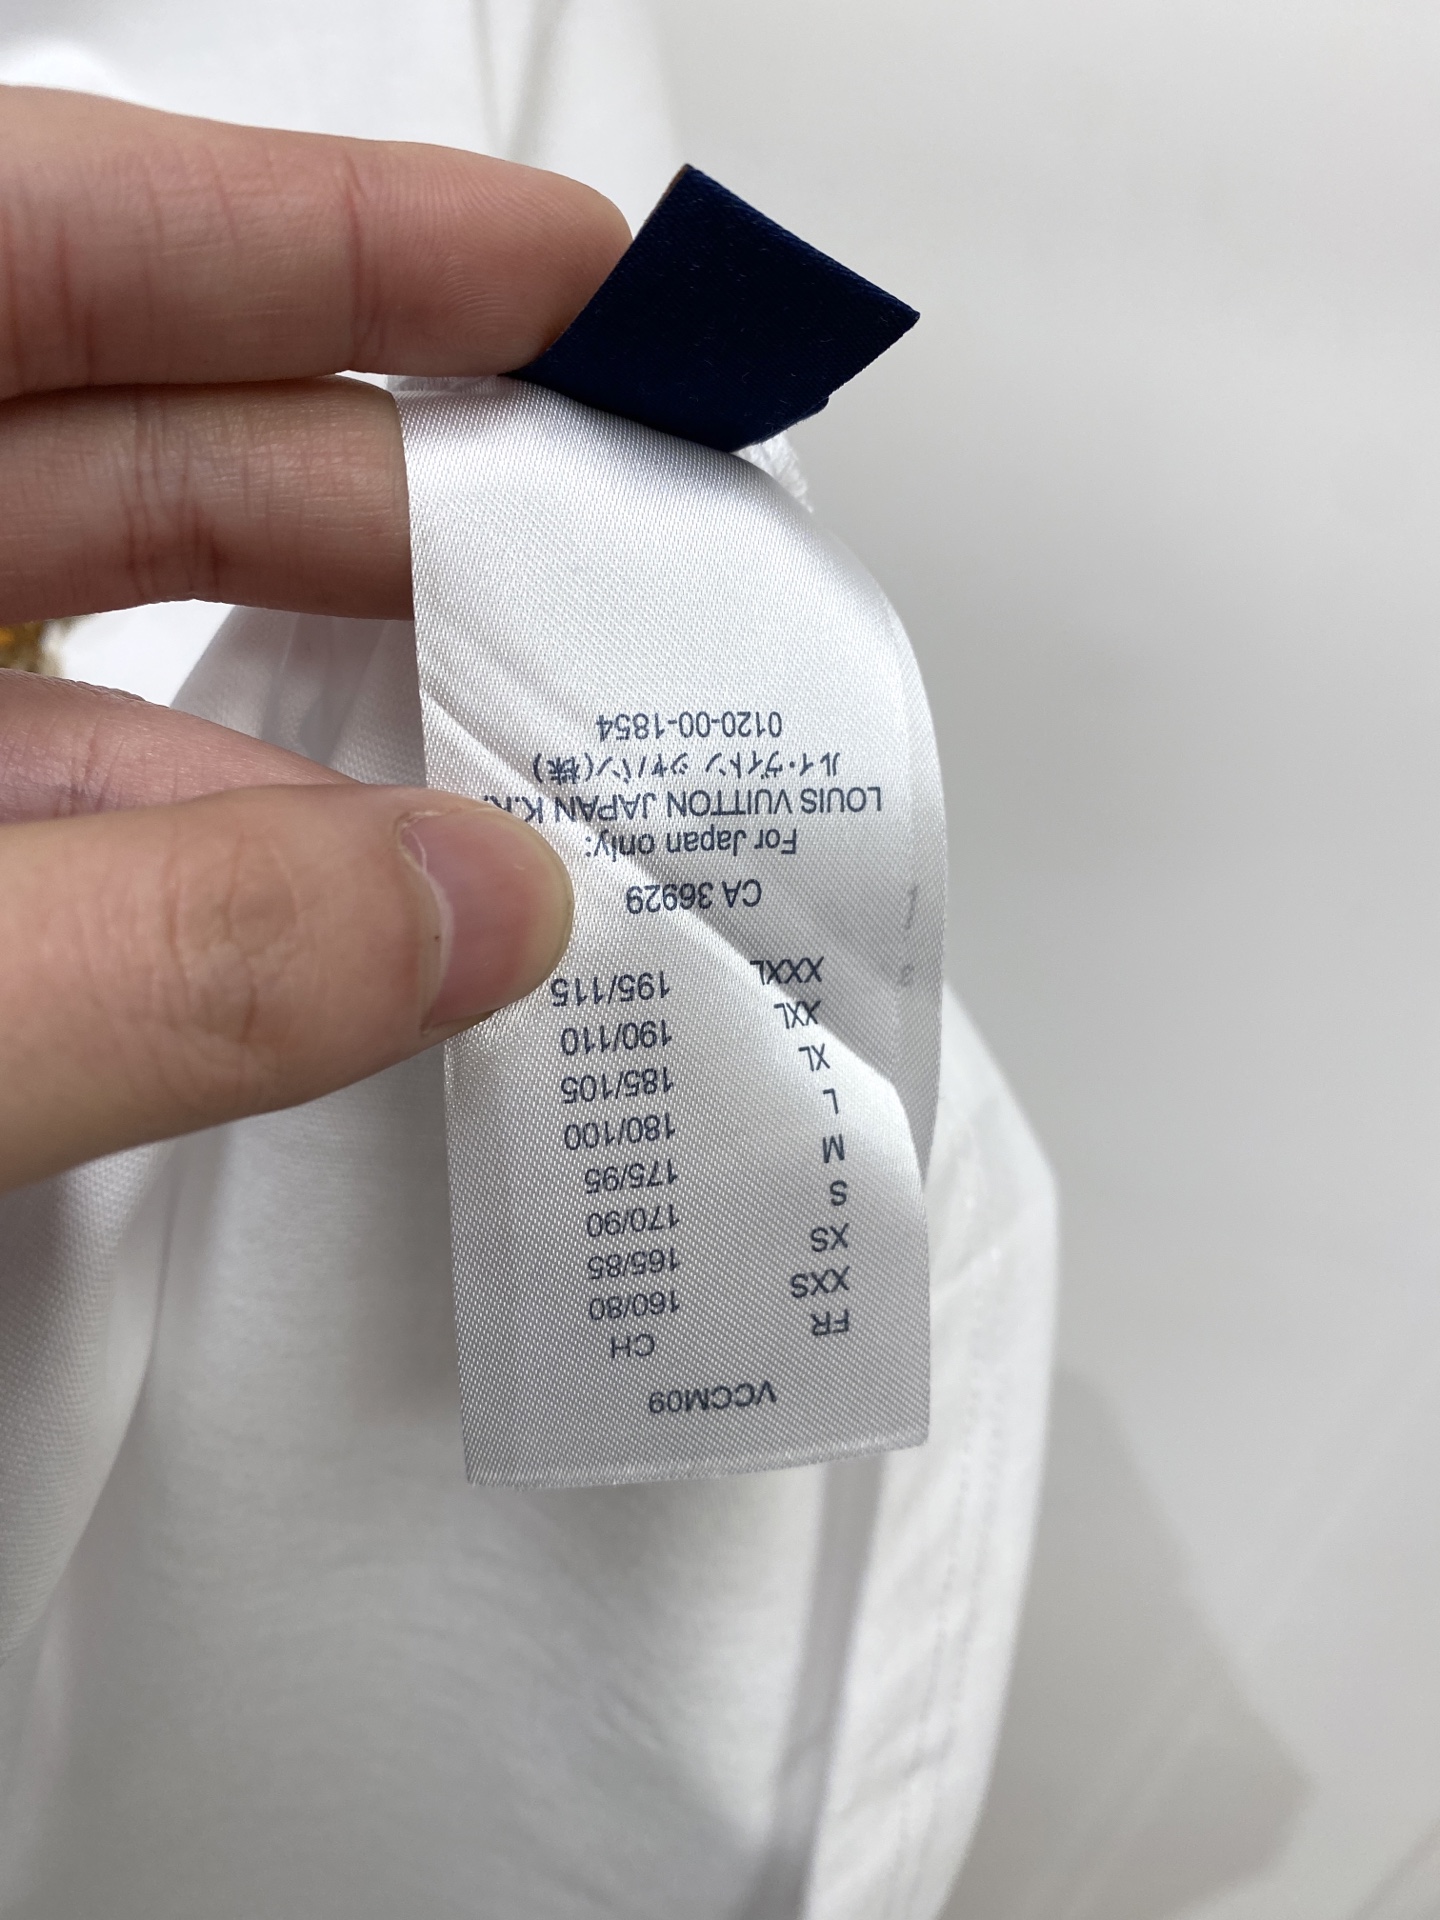 VCCM09
FR CH
XXS 160/80
XS 165/85
S 170/90
M 175/95
L 180/100
XL 185/105
XXL 190/110
XXXL 195/115
CA 36929
For Japan only:
LOUIS VUITTON JAPAN K.K.
ルイ・ヴィトン ジャパン(株)
0120-00-1854